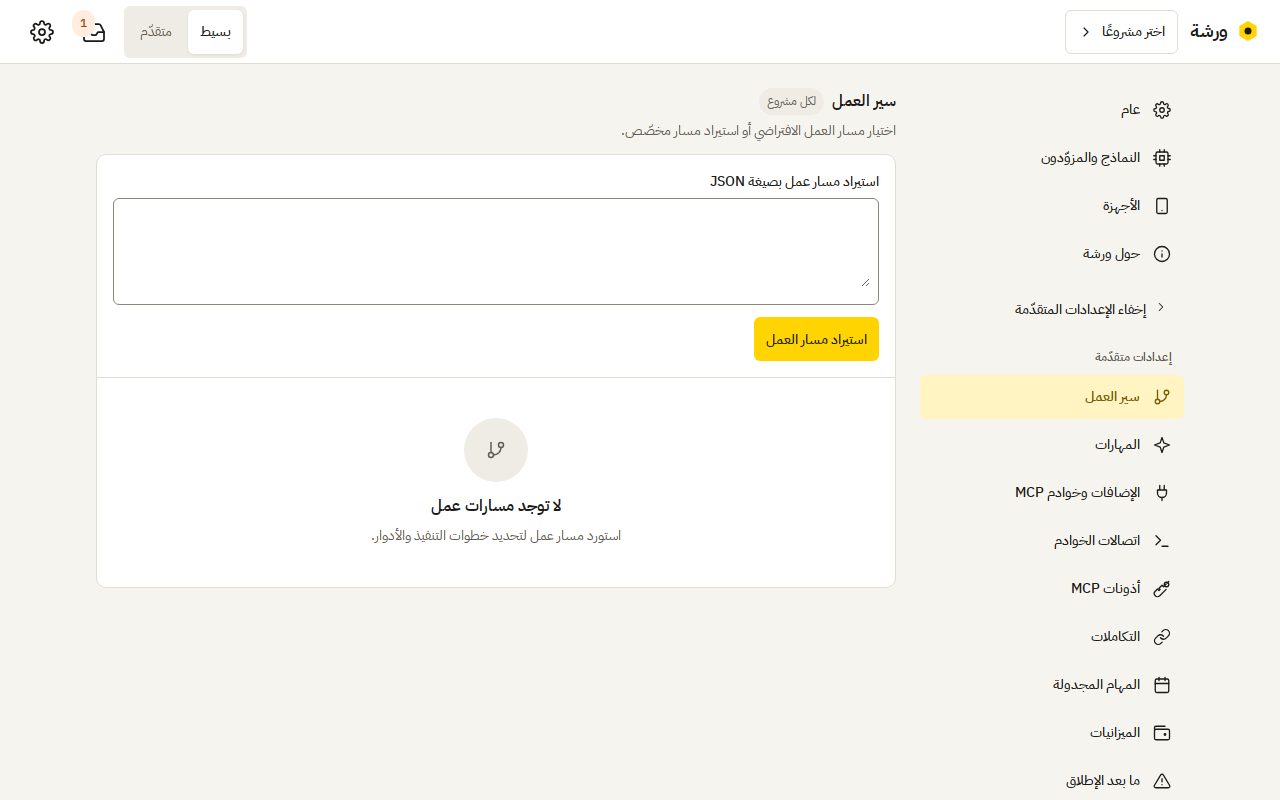 ورشة
اختر مشروعًا
بسيط
متقدّم
1
عام
النماذج والمزوّدون
الأجهزة
حول ورشة
إخفاء الإعدادات المتقدّمة
إعدادات متقدّمة
سير العمل
المهارات
الإضافات وخوادم MCP
اتصالات الخوادم
أذونات MCP
التكاملات
المهام المجدولة
الميزانيات
ما بعد الإطلاق
سير العمل لكل مشروع
اختيار مسار العمل الافتراضي أو استيراد مسار مخصّص.
استيراد مسار عمل بصيغة JSON
استيراد مسار العمل
لا توجد مسارات عمل
استورد مسار عمل لتحديد خطوات التنفيذ والأدوار.